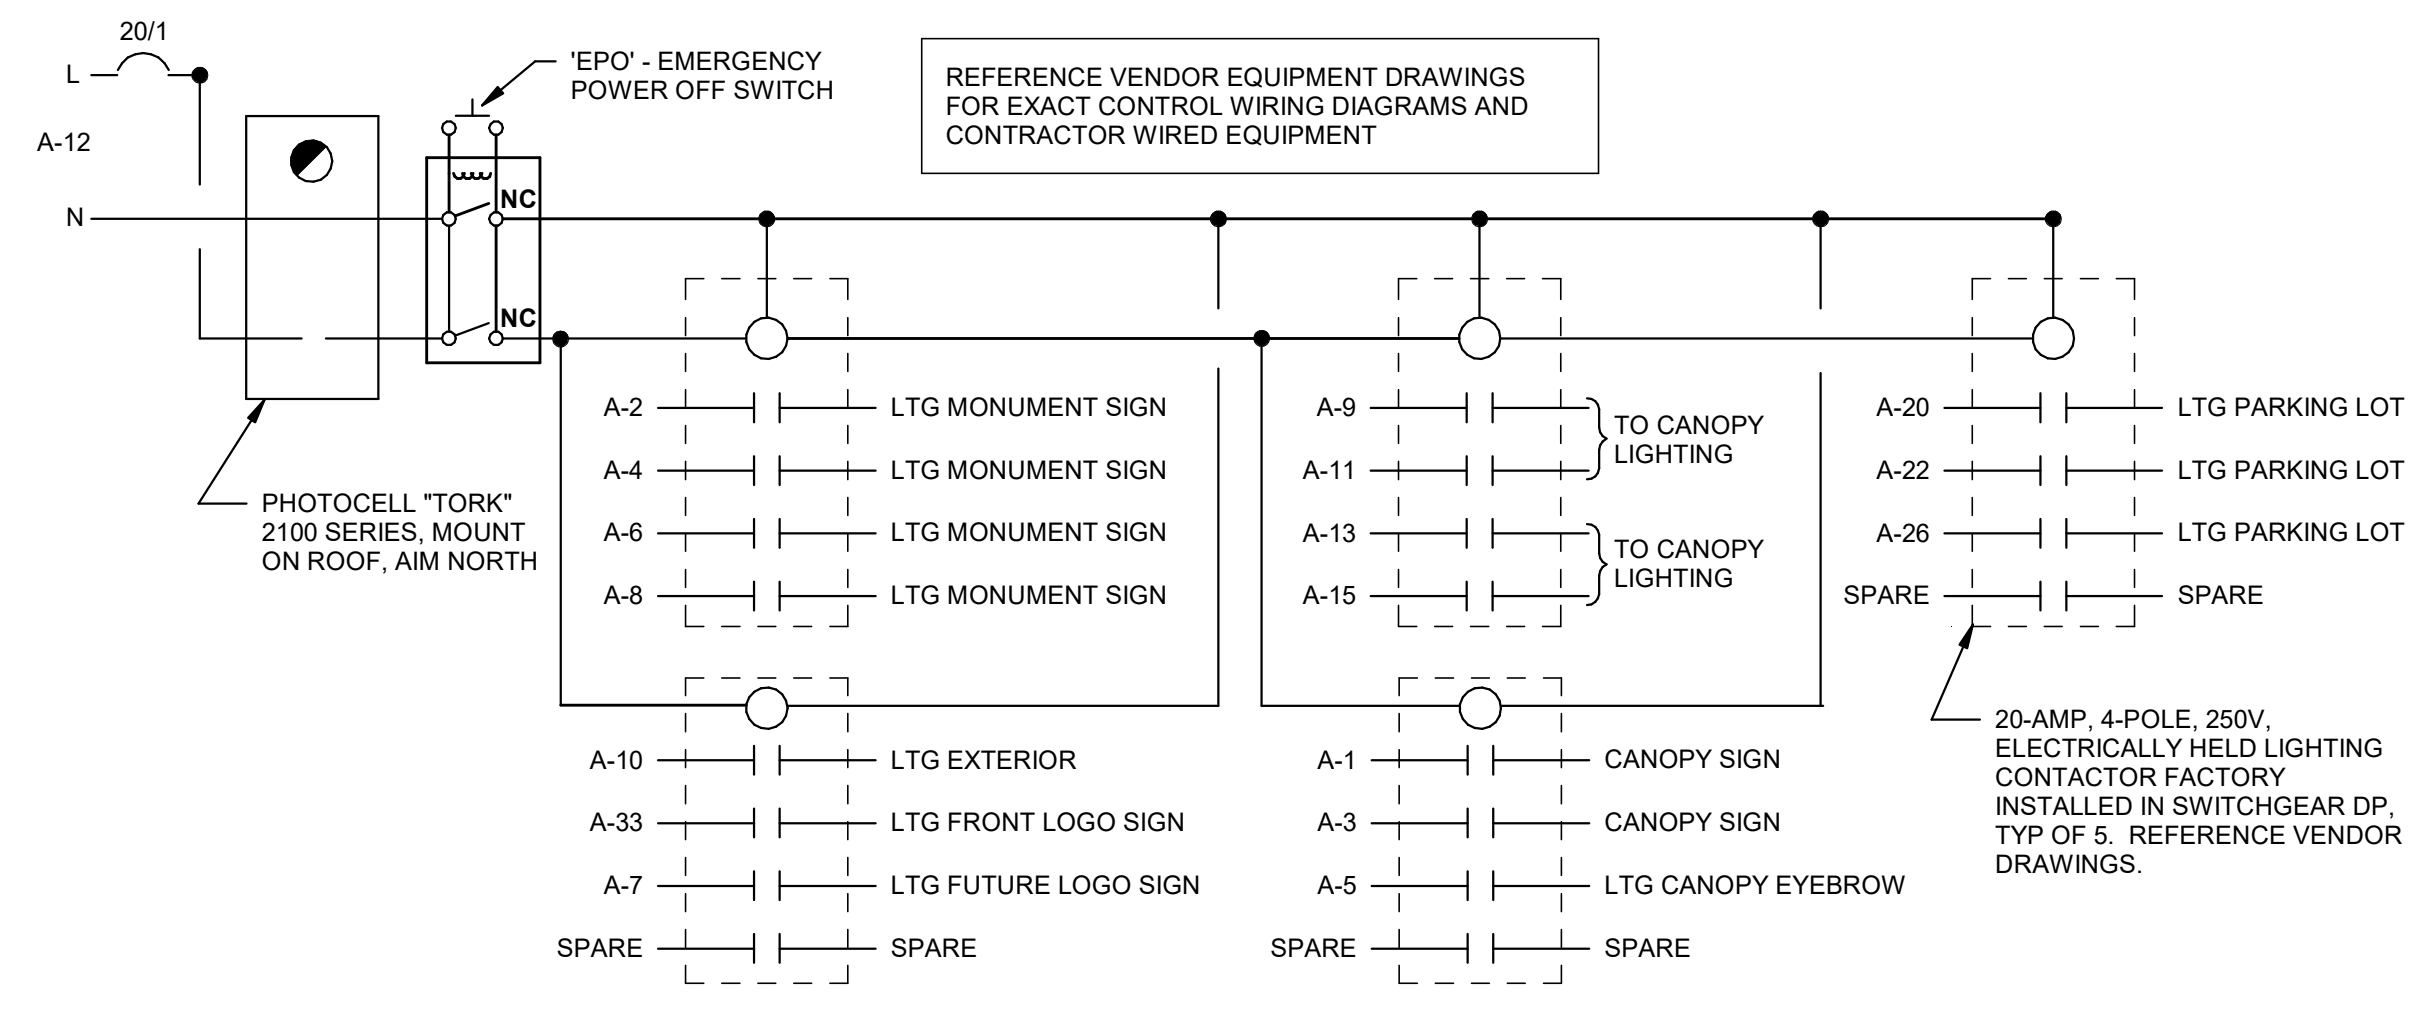 20/1
L
A-12
N
'EPO' - EMERGENCY
POWER OFF SWITCH
REFERENCE VENDOR EQUIPMENT DRAWINGS
FOR EXACT CONTROL WIRING DIAGRAMS AND
CONTRACTOR WIRED EQUIPMENT
NC
NC
PHOTOCELL "TORK"
2100 SERIES, MOUNT
ON ROOF, AIM NORTH
A-2 LTG MONUMENT SIGN
A-4 LTG MONUMENT SIGN
A-6 LTG MONUMENT SIGN
A-8 LTG MONUMENT SIGN
A-10 LTG EXTERIOR
A-33 LTG FRONT LOGO SIGN
A-7 LTG FUTURE LOGO SIGN
SPARE SPARE
A-9
A-11
TO CANOPY
LIGHTING
A-13
A-15
TO CANOPY
LIGHTING
A-1 CANOPY SIGN
A-3 CANOPY SIGN
A-5 LTG CANOPY EYEBROW
SPARE SPARE
A-20 LTG PARKING LOT
A-22 LTG PARKING LOT
A-26 LTG PARKING LOT
SPARE SPARE
20-AMP, 4-POLE, 250V,
ELECTRICALLY HELD LIGHTING
CONTACTOR FACTORY
INSTALLED IN SWITCHGEAR DP,
TYP OF 5. REFERENCE VENDOR
DRAWINGS.